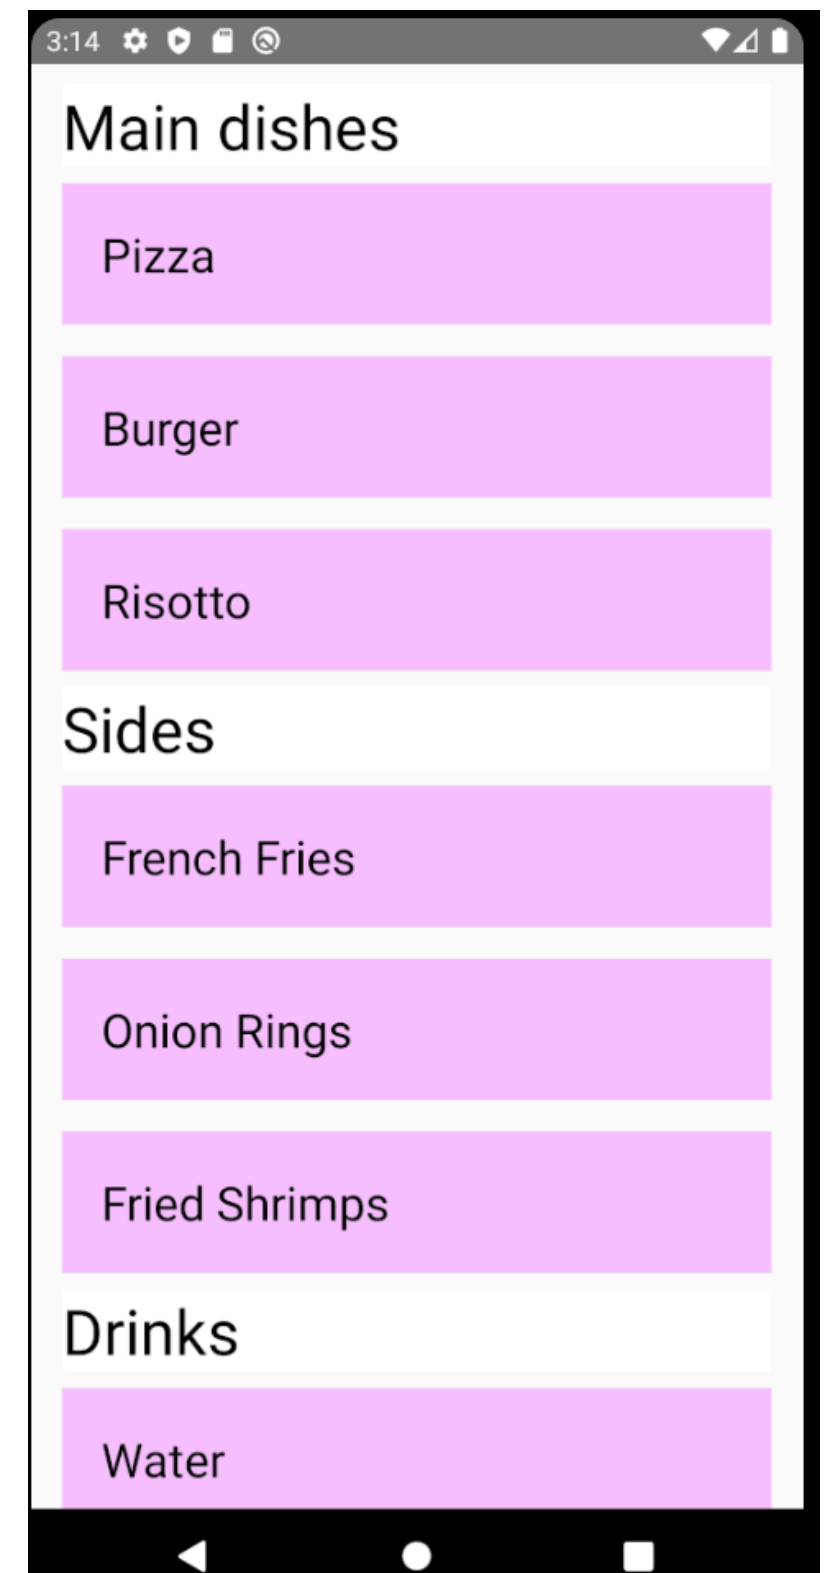 3:14
Main dishes
Pizza
Burger
Risotto
Sides
French Fries
Onion Rings
Fried Shrimps
Drinks
Water